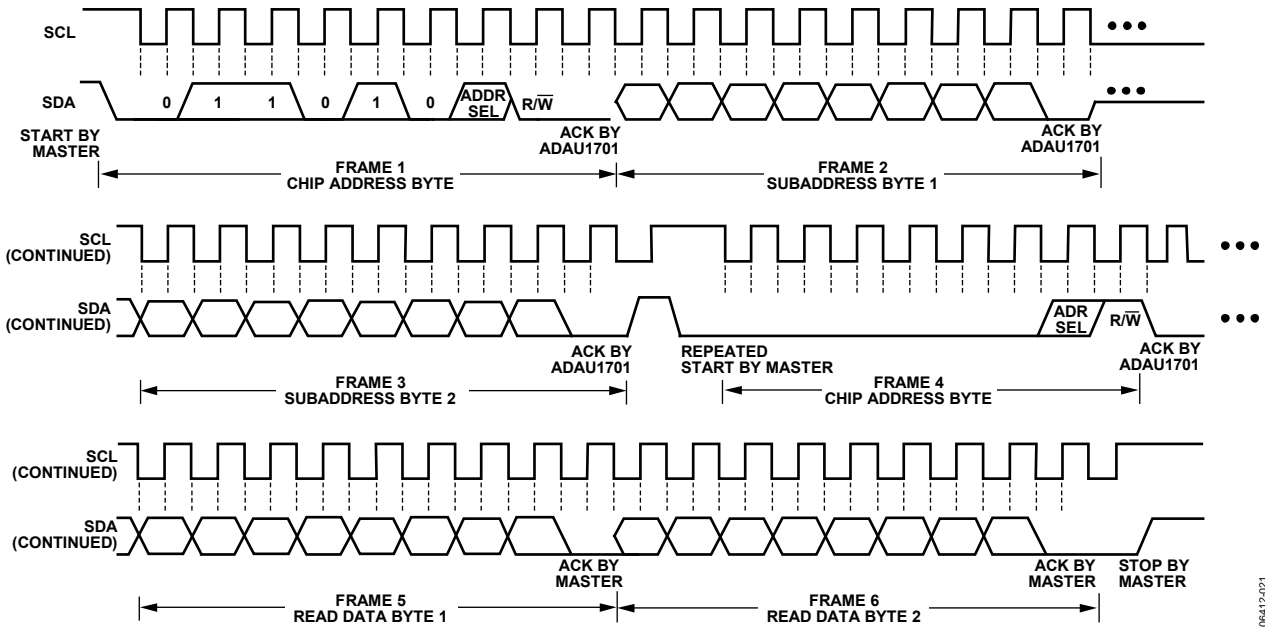 SCL
SDA
0 1 1 0 1 0 ADDR SEL R/W̅
START BY
MASTER
ACK BY
ADAU1701
ACK BY
ADAU1701
FRAME 1
CHIP ADDRESS BYTE
FRAME 2
SUBADDRESS BYTE 1
SCL
(CONTINUED)
SDA
(CONTINUED)
ADR
SEL
R/W̅
ACK BY
ADAU1701
REPEATED
START BY MASTER
ACK BY
ADAU1701
FRAME 3
SUBADDRESS BYTE 2
FRAME 4
CHIP ADDRESS BYTE
SCL
(CONTINUED)
SDA
(CONTINUED)
ACK BY
MASTER
ACK BY
MASTER
STOP BY
MASTER
FRAME 5
READ DATA BYTE 1
FRAME 6
READ DATA BYTE 2
06412-021